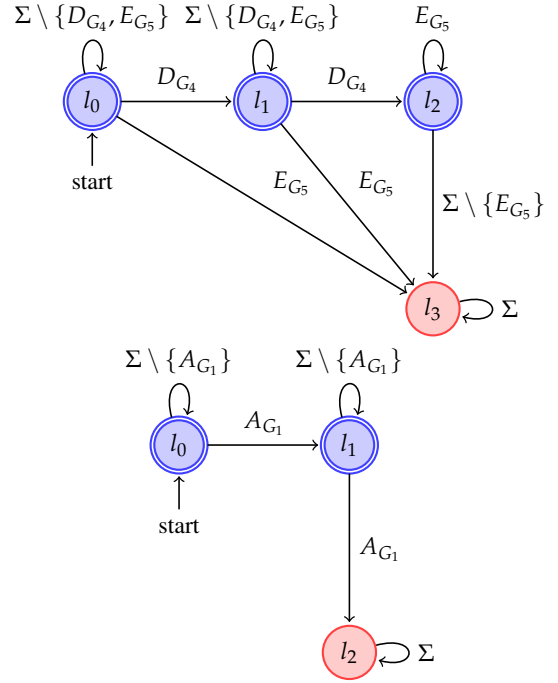 Σ \ {D_{G_4}, E_{G_5}} Σ \ {D_{G_4}, E_{G_5}} E_{G_5}
l_0 D_{G_4} l_1 D_{G_4} l_2
start E_{G_5} E_{G_5} Σ \ {E_{G_5}}
l_3 Σ
Σ \ {A_{G_1}} Σ \ {A_{G_1}}
l_0 A_{G_1} l_1
start
A_{G_1}
l_2 Σ